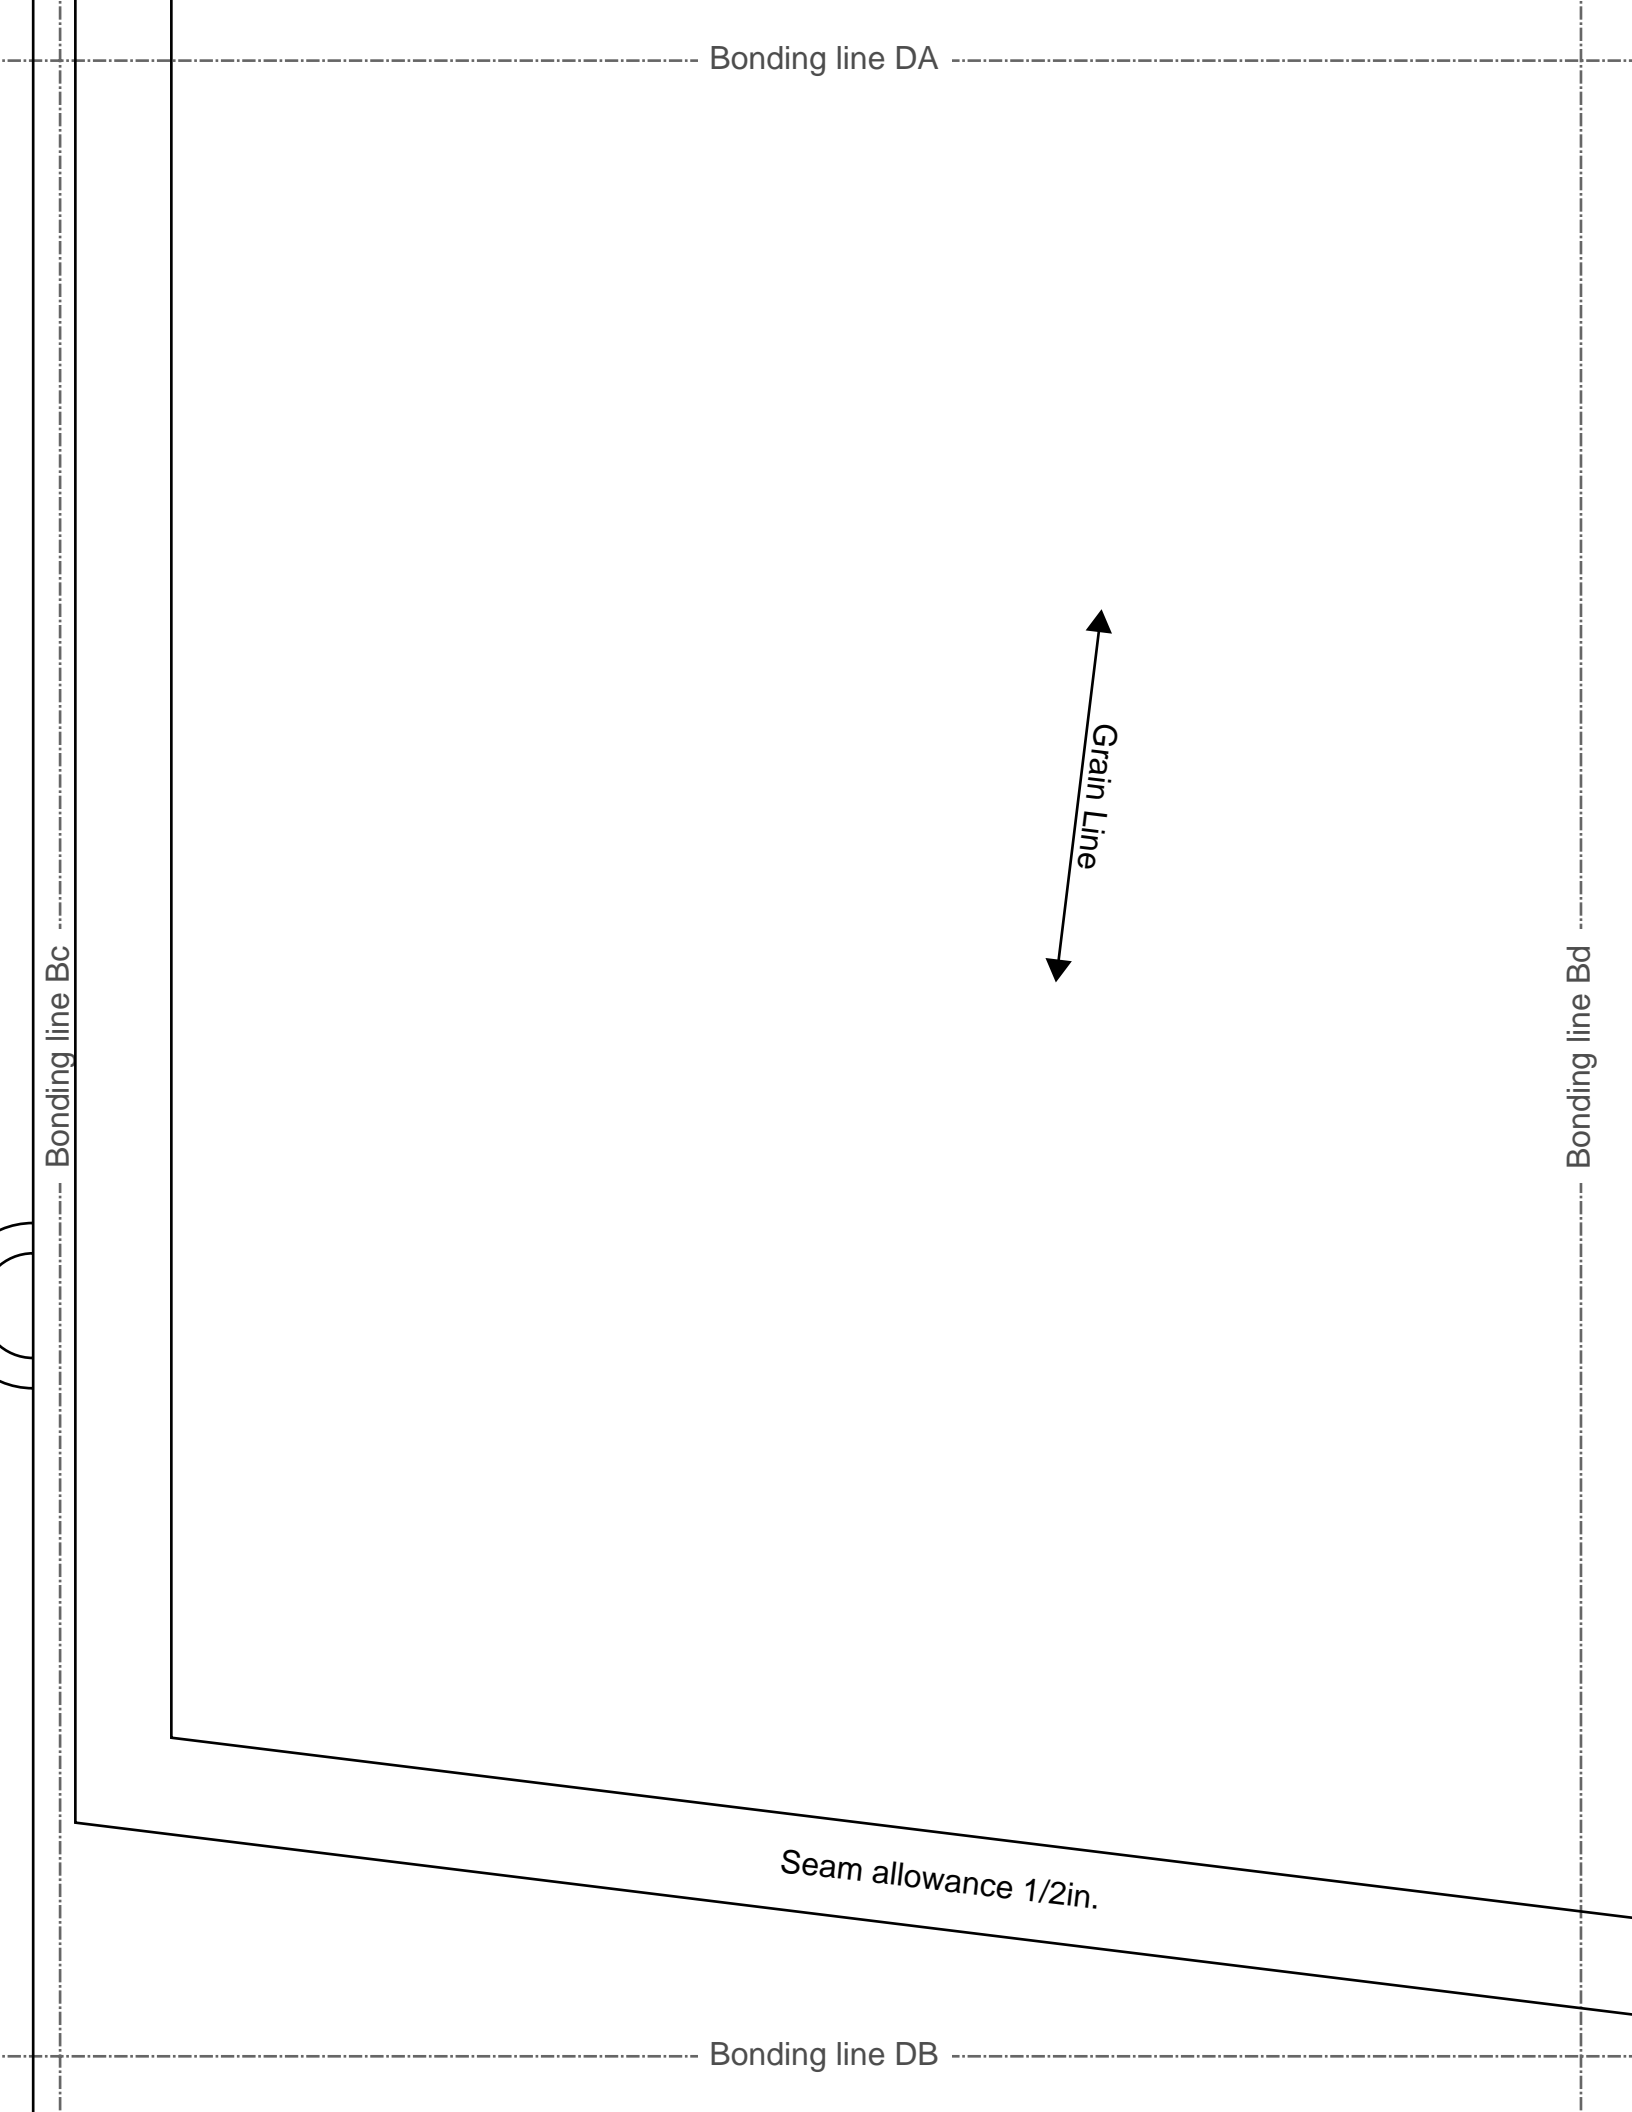 Bonding line DA
Grain Line
Bonding line Bc
Bonding line Bd
Seam allowance 1/2in.
Bonding line DB